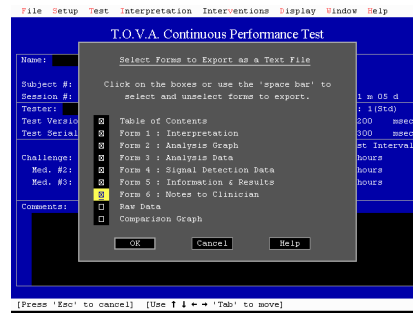 File Setup Test Interpretation Interventions Display Window Help
T.O.V.A. Continuous Performance Test
Name:
Select Forms to Export as a Text File
Subject #:
Click on the boxes or use the 'space bar' to
Session #:
select and unselect forms to export.
1 m 05 d
Tester:
: 1(Std)
Test Versio
Table of Contents
200 msec
Test Serial
Form 1 : Interpretation
300 msec
Form 2 : Analysis Graph
st Interval
Challenge:
Form 3 : Analysis Data
hours
Med. #2:
Form 4 : Signal Detection Data
hours
Med. #3:
Form 5 : Information & Results
hours
Form 6 : Notes to Clinician
Comments:
Raw Data
Comparison Graph
OK Cancel Help
[Press 'Esc' to cancel] [Use ↑ ↓ ← → 'Tab' to move]